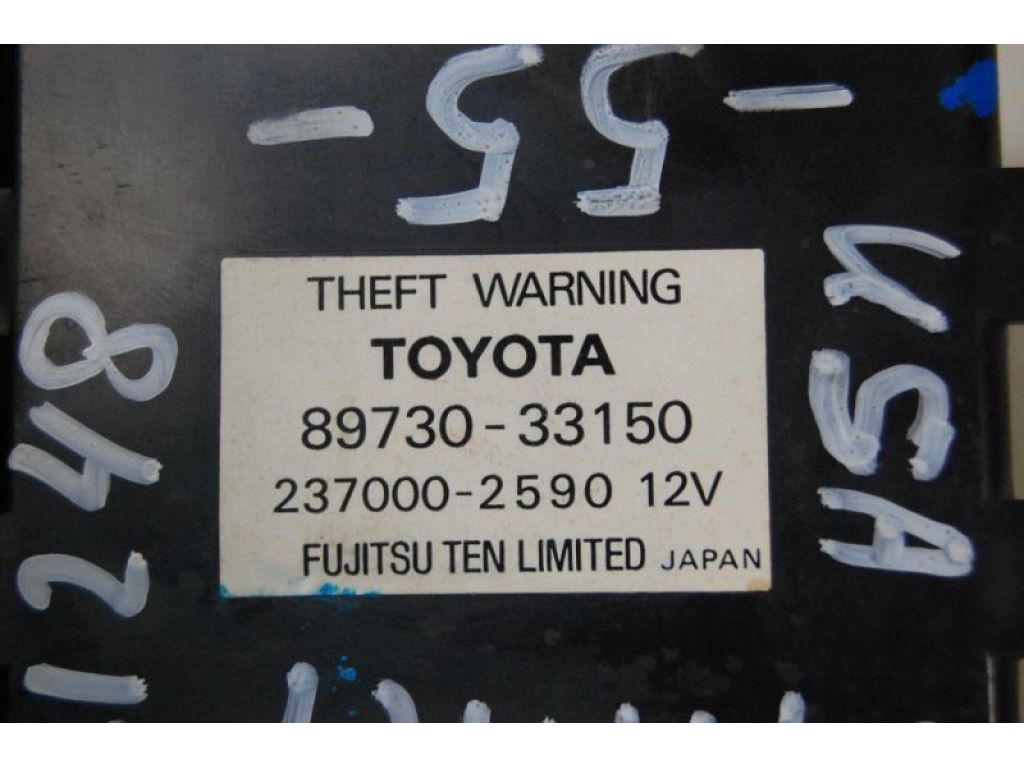 - 55 -
THEFT WARNING
TOYOTA
89730-33150
237000-2590 12V
FUJITSU TEN LIMITED JAPAN
USA
1248